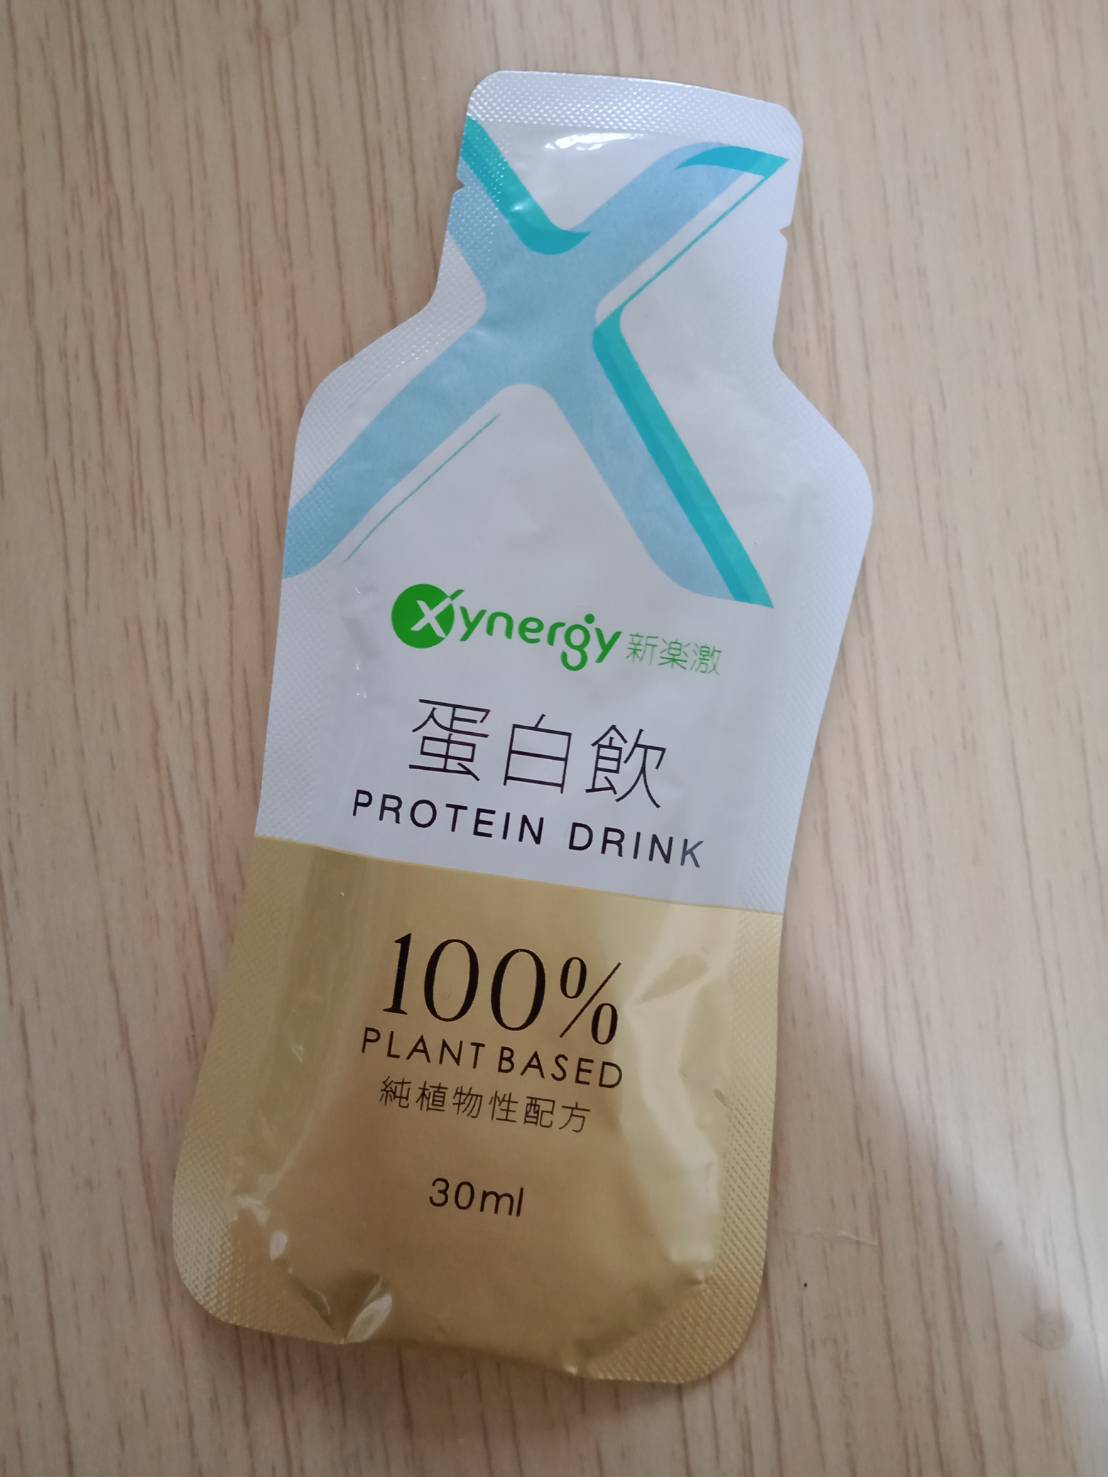 Xynergy 新楽激
蛋白飲
PROTEIN DRINK
100%
PLANT BASED
純植物性配方
30ml